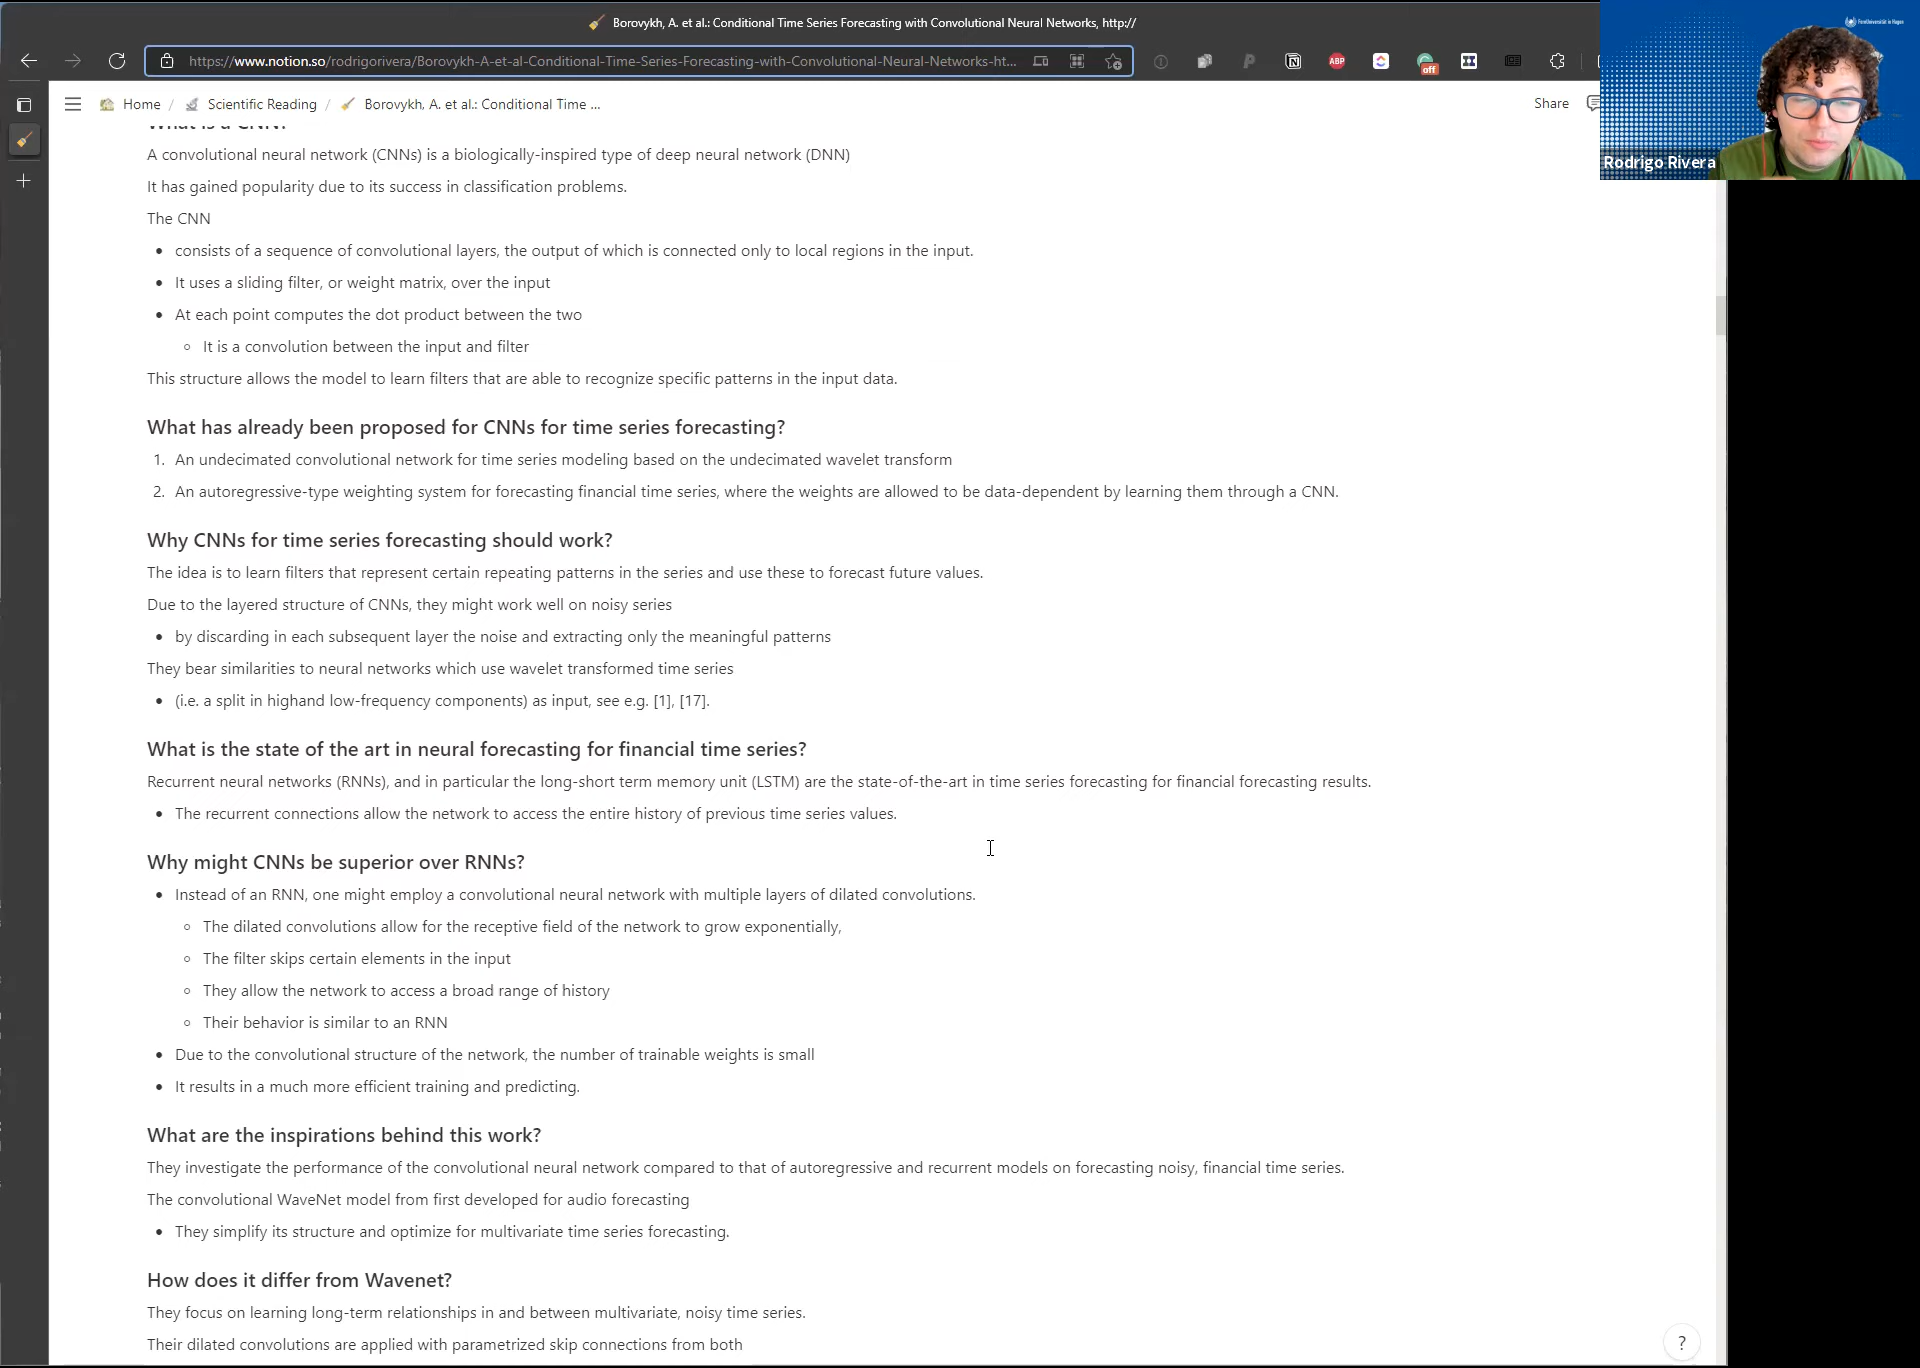 Borovykh, A. et al.: Conditional Time Series Forecasting with Convolutional Neural Networks, http://
https://www.notion.so/rodrigorivera/Borovykh-A-et-al-Conditional-Time-Series-Forecasting-with-Convolutional-Neural-Networks-ht...
ABP
off
Home / Scientific Reading / Borovykh, A. et al.: Conditional Time ...
Share
Rodrigo Rivera
What is a CNN?
A convolutional neural network (CNNs) is a biologically-inspired type of deep neural network (DNN)
It has gained popularity due to its success in classification problems.
The CNN
• consists of a sequence of convolutional layers, the output of which is connected only to local regions in the input.
• It uses a sliding filter, or weight matrix, over the input
• At each point computes the dot product between the two
◦ It is a convolution between the input and filter
This structure allows the model to learn filters that are able to recognize specific patterns in the input data.
What has already been proposed for CNNs for time series forecasting?
1. An undecimated convolutional network for time series modeling based on the undecimated wavelet transform
2. An autoregressive-type weighting system for forecasting financial time series, where the weights are allowed to be data-dependent by learning them through a CNN.
Why CNNs for time series forecasting should work?
The idea is to learn filters that represent certain repeating patterns in the series and use these to forecast future values.
Due to the layered structure of CNNs, they might work well on noisy series
• by discarding in each subsequent layer the noise and extracting only the meaningful patterns
They bear similarities to neural networks which use wavelet transformed time series
• (i.e. a split in highand low-frequency components) as input, see e.g. [1], [17].
What is the state of the art in neural forecasting for financial time series?
Recurrent neural networks (RNNs), and in particular the long-short term memory unit (LSTM) are the state-of-the-art in time series forecasting for financial forecasting results.
• The recurrent connections allow the network to access the entire history of previous time series values.
Why might CNNs be superior over RNNs?
• Instead of an RNN, one might employ a convolutional neural network with multiple layers of dilated convolutions.
◦ The dilated convolutions allow for the receptive field of the network to grow exponentially,
◦ The filter skips certain elements in the input
◦ They allow the network to access a broad range of history
◦ Their behavior is similar to an RNN
• Due to the convolutional structure of the network, the number of trainable weights is small
• It results in a much more efficient training and predicting.
What are the inspirations behind this work?
They investigate the performance of the convolutional neural network compared to that of autoregressive and recurrent models on forecasting noisy, financial time series.
The convolutional WaveNet model from first developed for audio forecasting
• They simplify its structure and optimize for multivariate time series forecasting.
How does it differ from Wavenet?
They focus on learning long-term relationships in and between multivariate, noisy time series.
Their dilated convolutions are applied with parametrized skip connections from both
?